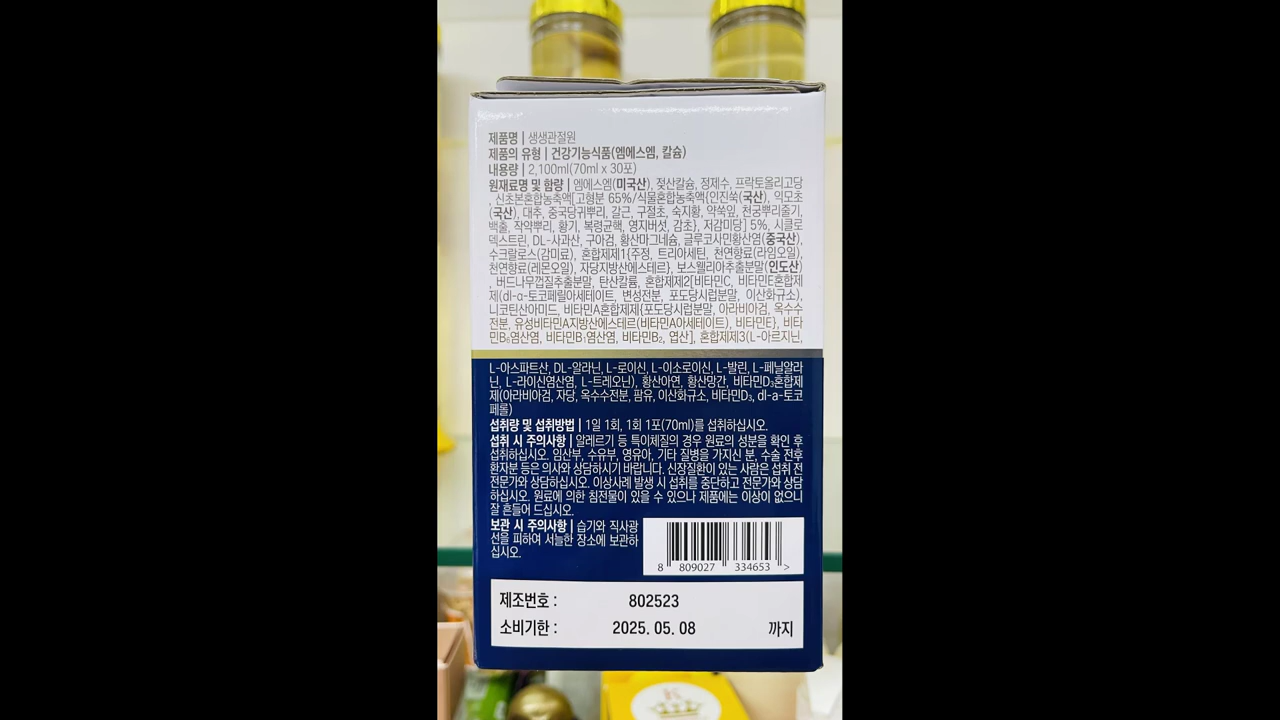 제품명 | 생생관절원
제품의 유형 | 건강기능식품(엠에스엠, 칼슘)
내용량 | 2,100ml(70ml x 30포)
원재료명 및 함량 | 엠에스엠(미국산), 젖산칼슘, 정제수, 프락토올리고당
, 신초본혼합농축액[고형분 65%/식물혼합농축액{인진쑥(국산), 익모초
(국산), 대추, 중국당귀뿌리, 갈근, 구절초, 숙지황, 약쑥잎, 천궁뿌리줄기,
백출, 작약뿌리, 황기, 복령균핵, 영지버섯, 감초}, 저감미당] 5%, 시클로
덱스트린, DL-사과산, 구아검, 황산마그네슘, 글루코사민황산염(중국산),
수크랄로스(감미료), 혼합제제1{주정, 트리아세틴, 천연향료(라임오일),
천연향료(레몬오일), 자당지방산에스테르}, 보스웰리아추출분말(인도산)
, 버드나무껍질추출분말, 탄산칼륨, 혼합제제2[비타민C, 비타민E혼합제
제(dl-α-토코페릴아세테이트, 변성전분, 포도당시럽분말, 이산화규소),
니코틴산아미드, 비타민A혼합제제{포도당시럽분말, 아라비아검, 옥수수
전분, 유성비타민A지방산에스테르(비타민A아세테이트), 비타민E}, 비타
민B₆염산염, 비타민B₁염산염, 비타민B₂, 엽산], 혼합제제3(L-아르지닌,
L-아스파트산, DL-알라닌, L-로이신, L-이소로이신, L-발린, L-페닐알라
닌, L-라이신염산염, L-트레오닌), 황산아연, 황산망간, 비타민D₃혼합제
제(아라비아검, 자당, 옥수수전분, 팜유, 이산화규소, 비타민D₃, dl-a-토코
페롤)
섭취량 및 섭취방법 | 1일 1회, 1회 1포(70ml)를 섭취하십시오.
섭취 시 주의사항 | 알레르기 등 특이체질의 경우 원료의 성분을 확인 후
섭취하십시오. 임산부, 수유부, 영유아, 기타 질병을 가지신 분, 수술 전후
환자분 등은 의사와 상담하시기 바랍니다. 신장질환이 있는 사람은 섭취 전
전문가와 상담하십시오. 이상사례 발생 시 섭취를 중단하고 전문가와 상담
하십시오. 원료에 의한 침전물이 있을 수 있으나 제품에는 이상이 없으니
잘 흔들어 드십시오.
보관 시 주의사항 | 습기와 직사광
선을 피하여 서늘한 장소에 보관하
십시오.
8 809027 334653 >
제조번호 : 802523
소비기한 : 2025. 05. 08 까지
K